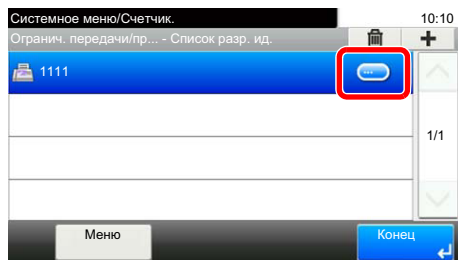 Системное меню/Счетчик. 10:10
Огранич. передачи/пр... - Список разр. ид.
1111
1/1
Меню Конец